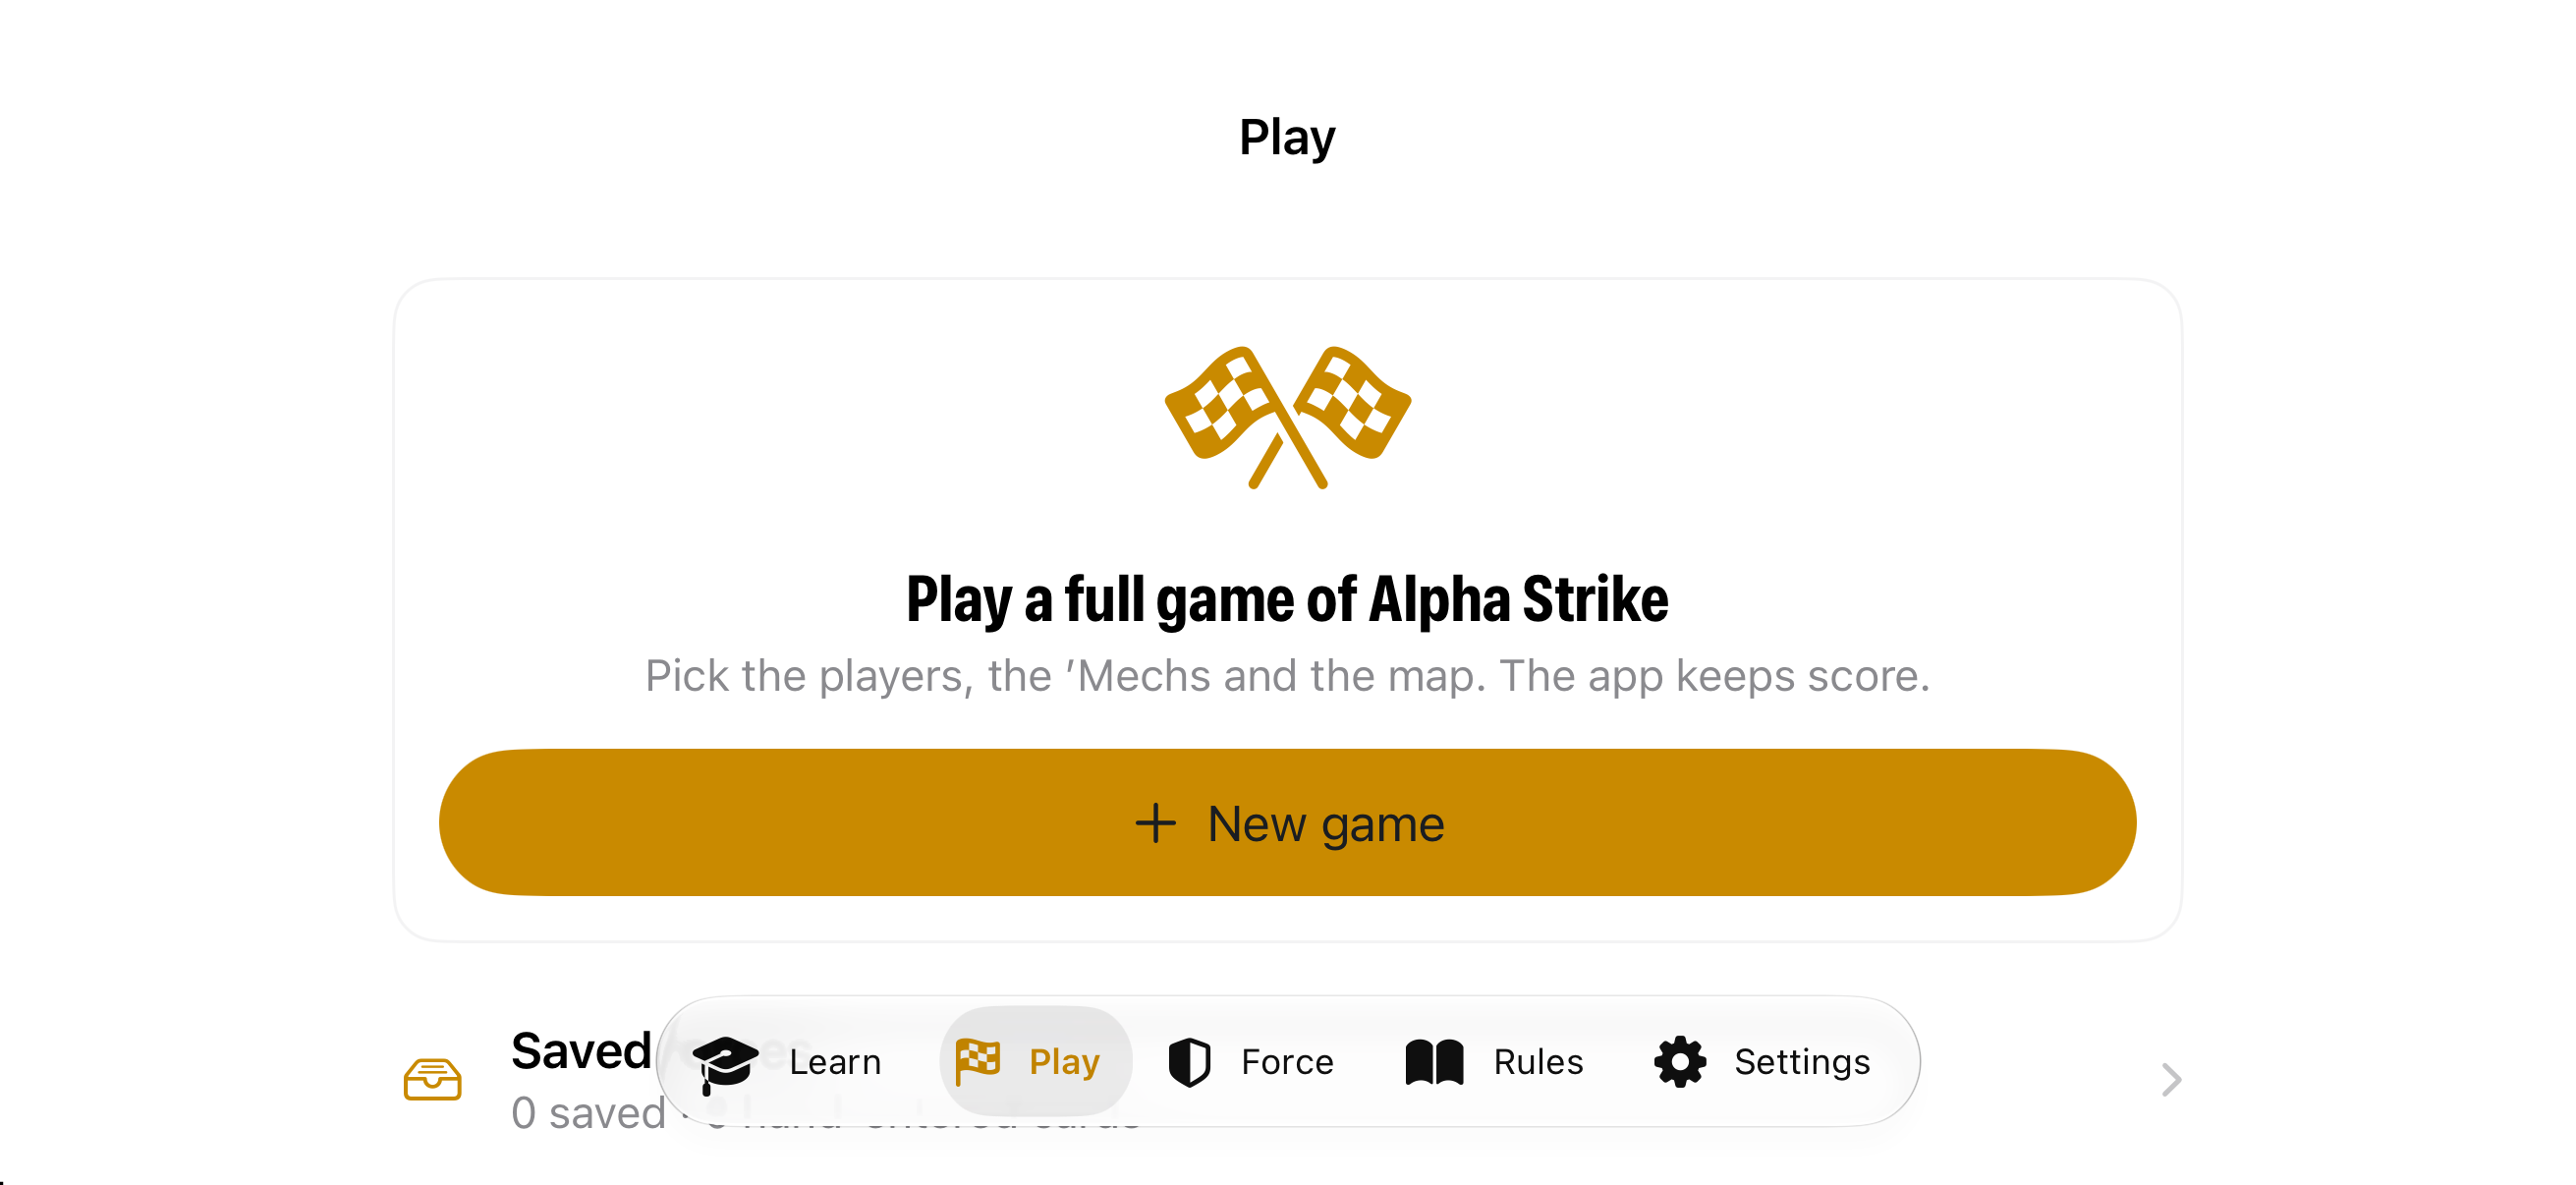 Play
Play a full game of Alpha Strike
Pick the players, the ’Mechs and the map. The app keeps score.
New game
Saved
0 saved
Learn
Play
Force
Rules
Settings